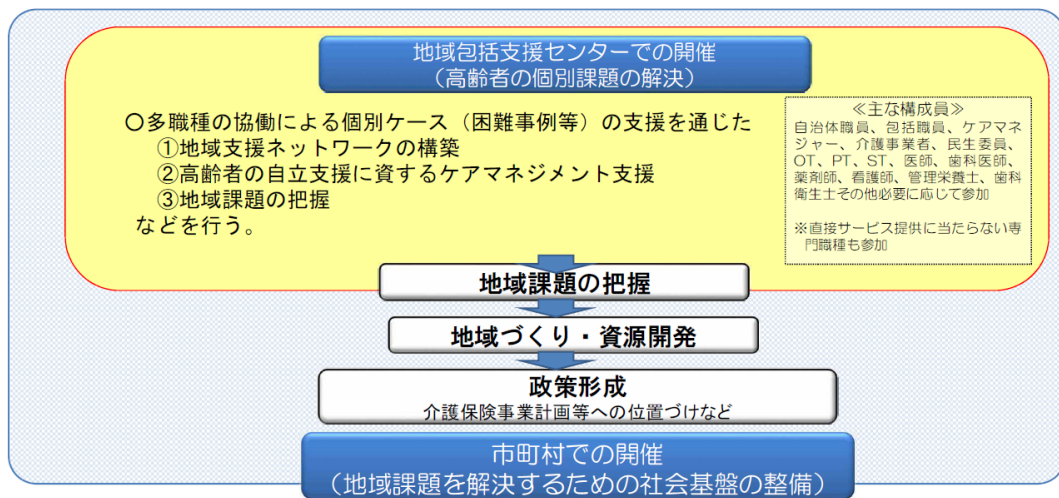 地域包括支援センターでの開催
（高齢者の個別課題の解決）
〇多職種の協働による個別ケース（困難事例等）の支援を通じた
①地域支援ネットワークの構築
②高齢者の自立支援に資するケアマネジメント支援
③地域課題の把握
などを行う。
≪主な構成員≫
自治体職員、包括職員、ケアマネ
ジャー、介護事業者、民生委員、
OT、PT、ST、医師、歯科医師、
薬剤師、看護師、管理栄養士、歯科
衛生士その他必要に応じて参加
※直接サービス提供に当たらない専
門職種も参加
地域課題の把握
地域づくり・資源開発
政策形成
介護保険事業計画等への位置づけなど
市町村での開催
（地域課題を解決するための社会基盤の整備）